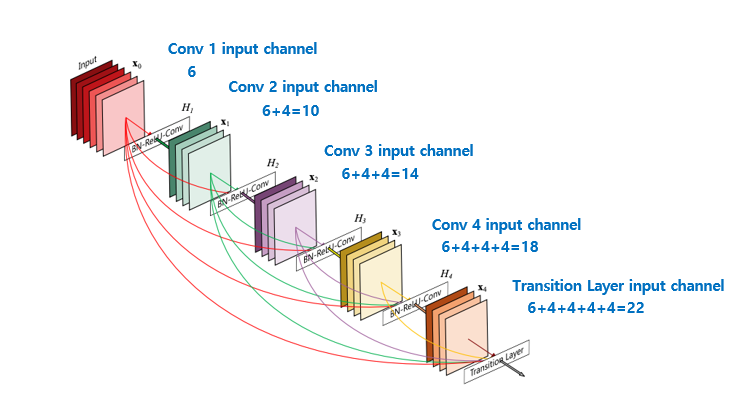 Input
x0
Conv 1 input channel
6
Conv 2 input channel
6+4=10
H1
x1
BN-ReLU-Conv
Conv 3 input channel
6+4+4=14
H2
x2
BN-ReLU-Conv
Conv 4 input channel
6+4+4+4=18
H3
x3
BN-ReLU-Conv
Transition Layer input channel
6+4+4+4+4=22
H4
x4
BN-ReLU-Conv
Transition Layer